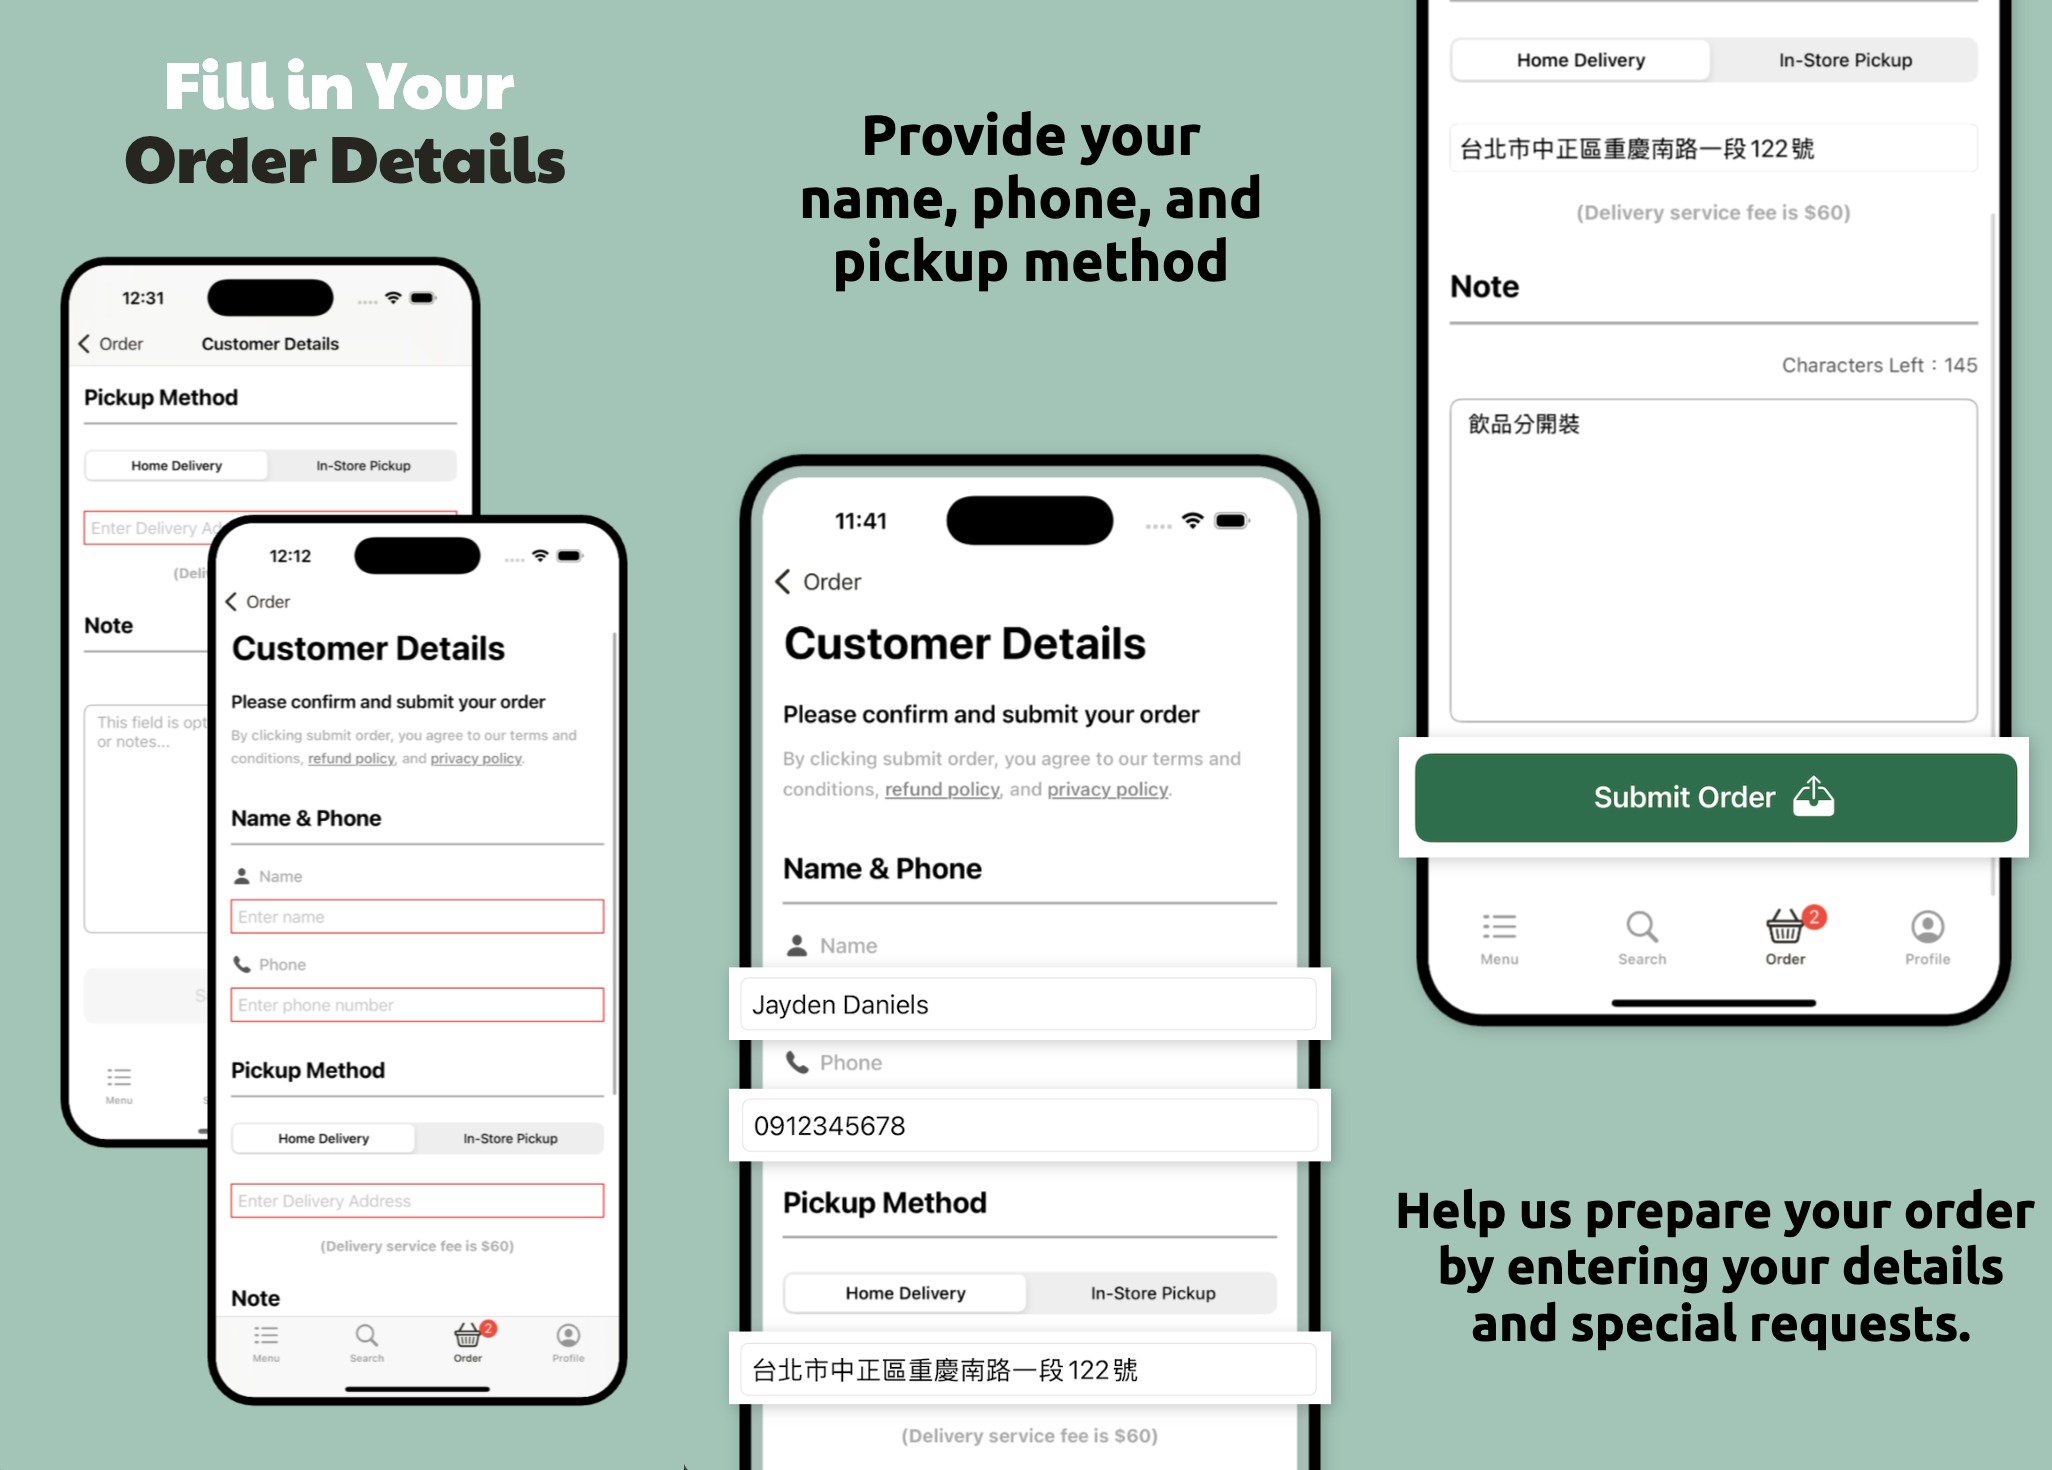 Fill in Your
Order Details
12:31
Order
Customer Details
Pickup Method
Home Delivery
In-Store Pickup
Enter Delivery
Note
This field is
or notes...
Menu
12:12
Order
Customer Details
Please confirm and submit your order
By clicking submit order, you agree to our terms and
conditions, refund policy, and privacy policy.
Name & Phone
Name
Enter name
Phone
Enter phone number
Pickup Method
Home Delivery
In-Store Pickup
Enter Delivery Address
(Delivery service fee is $60)
Note
2
Menu
Search
Order
Profile
Provide your
name, phone, and
pickup method
11:41
Order
Customer Details
Please confirm and submit your order
By clicking submit order, you agree to our terms and
conditions, refund policy, and privacy policy.
Name & Phone
Name
Jayden Daniels
Phone
0912345678
Pickup Method
Home Delivery
In-Store Pickup
台北市中正區重慶南路一段122號
(Delivery service fee is $60)
Home Delivery
In-Store Pickup
台北市中正區重慶南路一段122號
(Delivery service fee is $60)
Note
Characters Left：145
飲品分開裝
Submit Order
2
Menu
Search
Order
Profile
Help us prepare your order
by entering your details
and special requests.